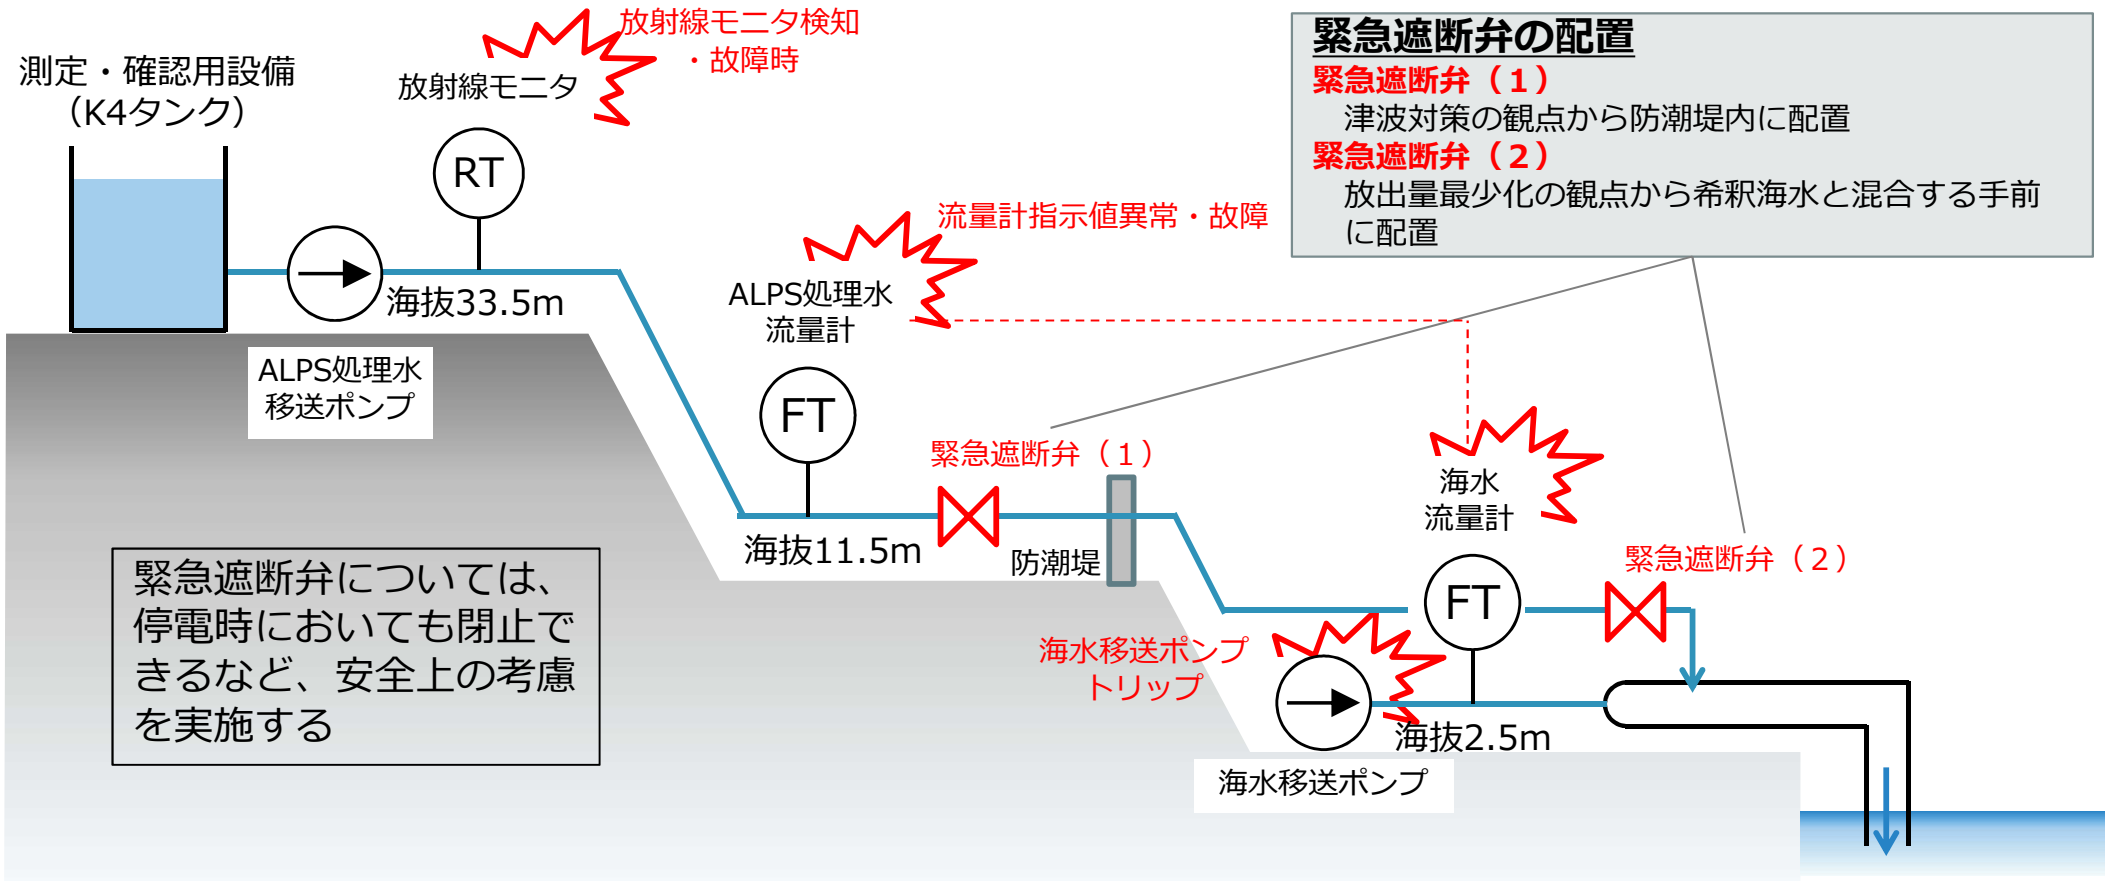 放射線モニタ検知
・故障時
測定・確認用設備
（K4タンク）
放射線モニタ
RT
緊急遮断弁の配置
緊急遮断弁（１）
津波対策の観点から防潮堤内に配置
緊急遮断弁（２）
放出量最少化の観点から希釈海水と混合する手前
に配置
流量計指示値異常・故障
海抜33.5m
ALPS処理水
流量計
ALPS処理水
移送ポンプ
FT
緊急遮断弁（１）
海水
流量計
海抜11.5m
防潮堤
緊急遮断弁（２）
FT
緊急遮断弁については、
停電時においても閉止で
きるなど、安全上の考慮
を実施する
海水移送ポンプ
トリップ
海抜2.5m
海水移送ポンプ